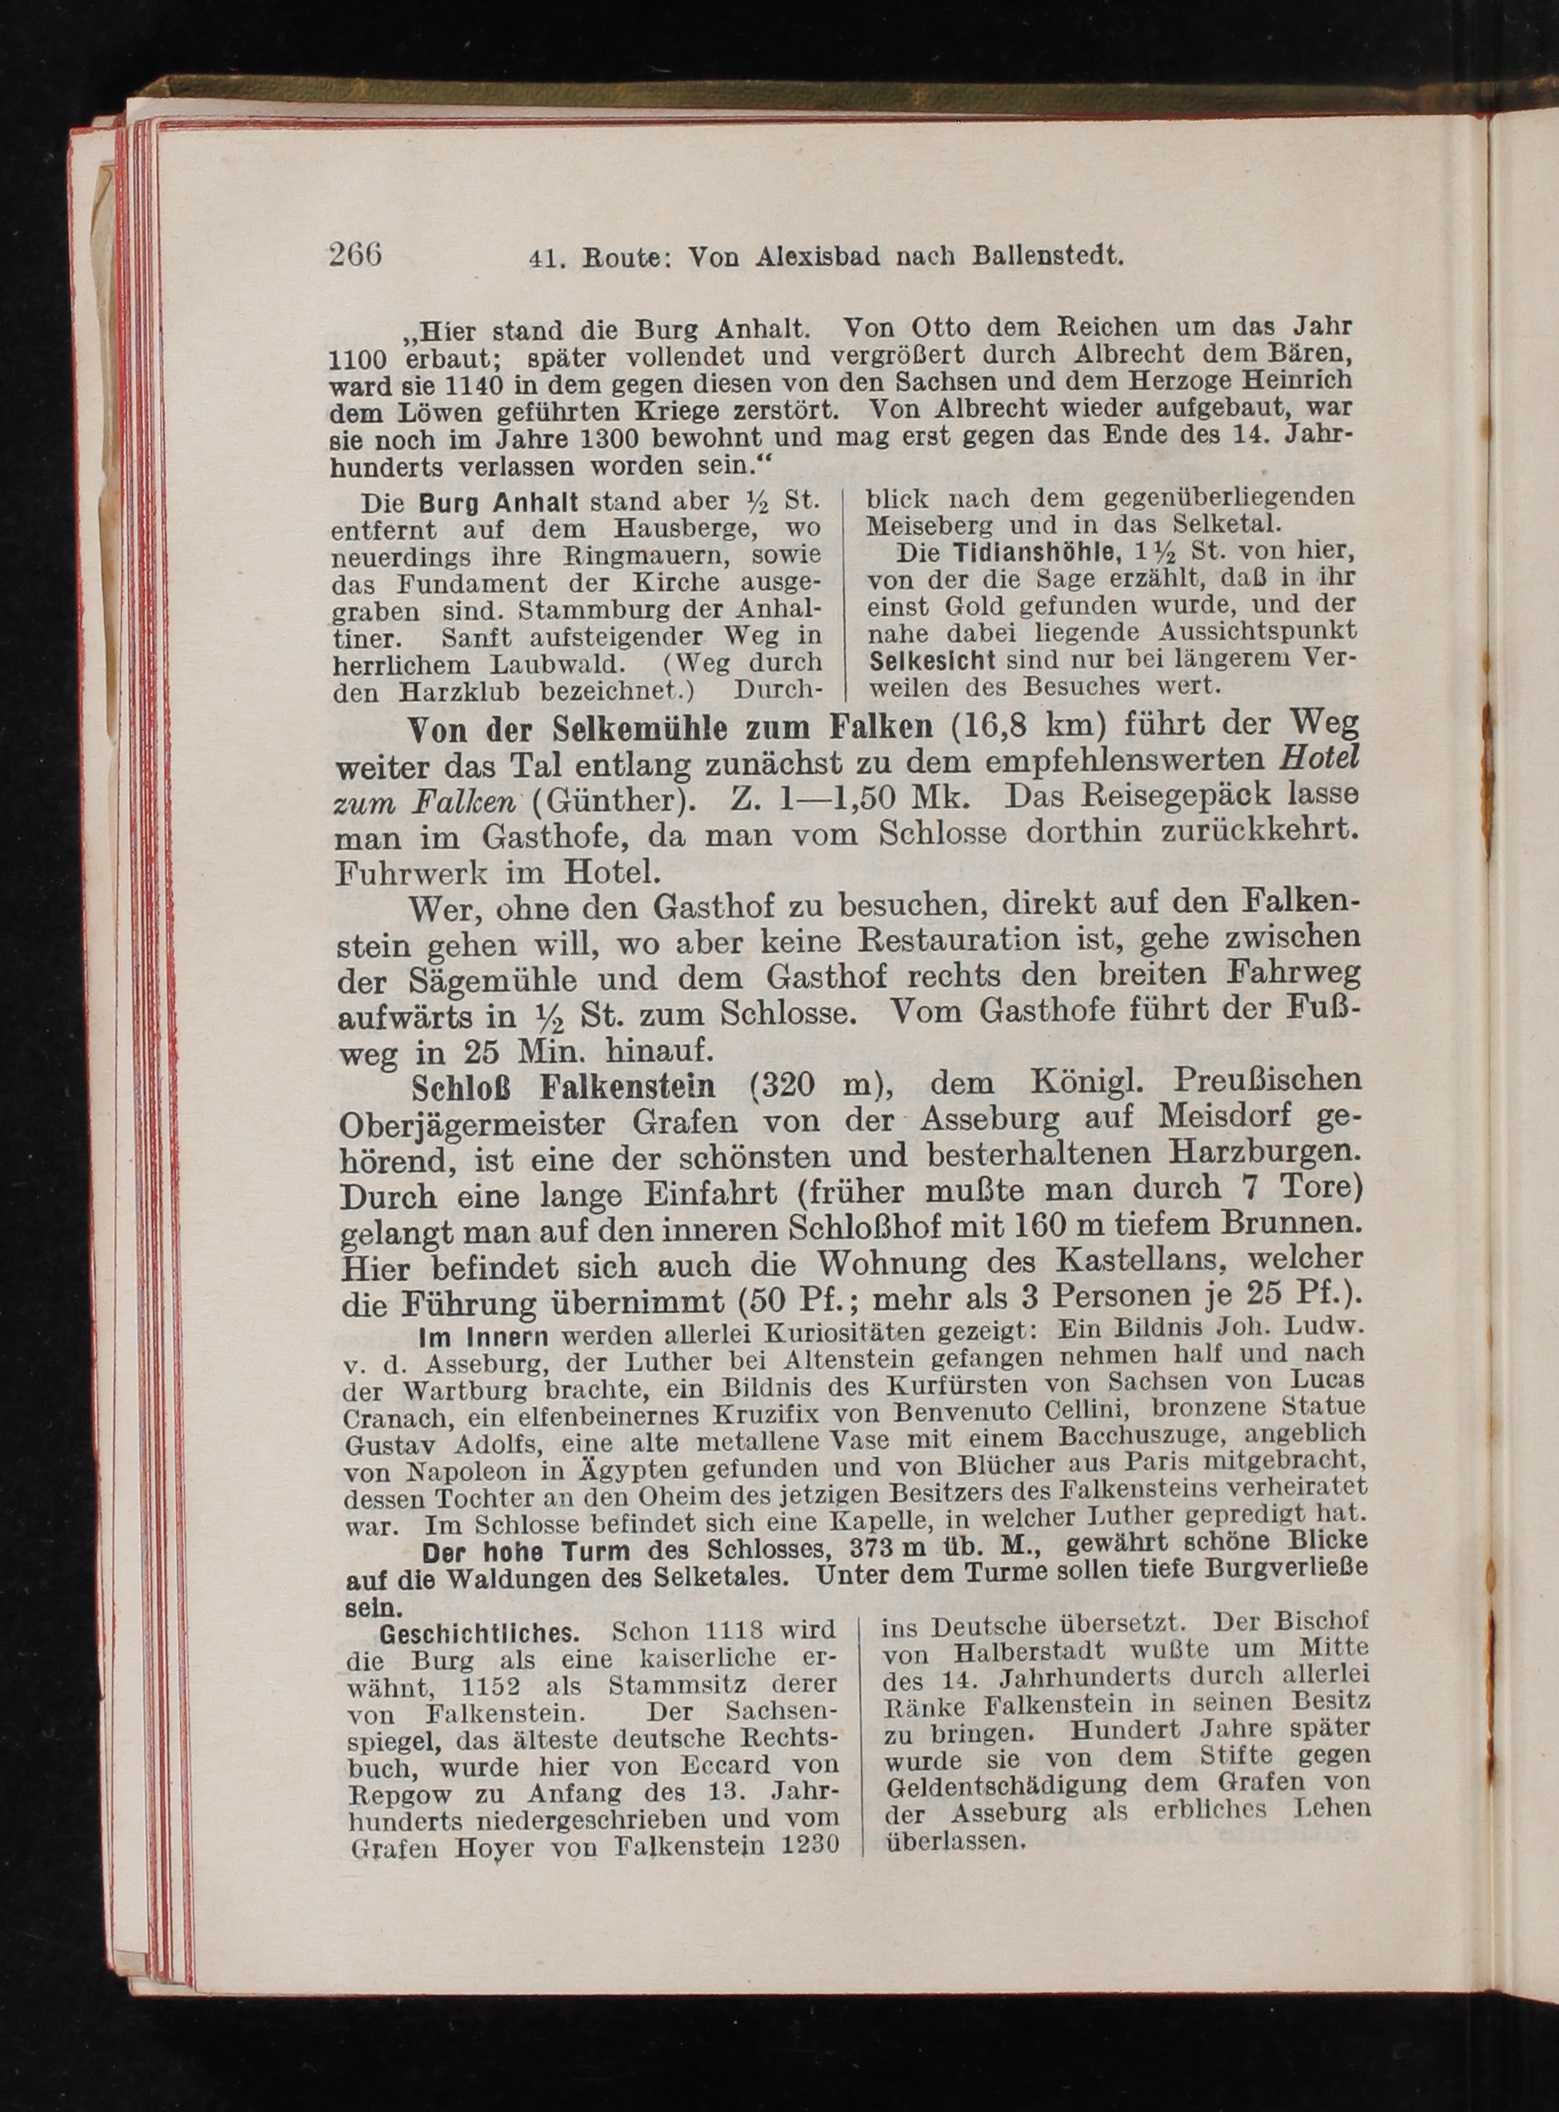 266
41. Route: Von Alexisbad nach Ballenstedt.
„Hier stand die Burg Anhalt. Von Otto dem Reichen um das Jahr
1100 erbaut; später vollendet und vergrößert durch Albrecht dem Bären,
ward sie 1140 in dem gegen diesen von den Sachsen und dem Herzoge Heinrich
dem Löwen geführten Kriege zerstört. Von Albrecht wieder aufgebaut, war
sie noch im Jahre 1300 bewohnt und mag erst gegen das Ende des 14. Jahr-
hunderts verlassen worden sein.“
Die Burg Anhalt stand aber ½ St.
entfernt auf dem Hausberge, wo
neuerdings ihre Ringmauern, sowie
das Fundament der Kirche ausge-
graben sind. Stammburg der Anhal-
tiner. Sanft aufsteigender Weg in
herrlichem Laubwald. (Weg durch
den Harzklub bezeichnet.) Durch-
blick nach dem gegenüberliegenden
Meiseberg und in das Selketal.
Die Tidianshöhle, 1½ St. von hier,
von der die Sage erzählt, daß in ihr
einst Gold gefunden wurde, und der
nahe dabei liegende Aussichtspunkt
Selkesicht sind nur bei längerem Ver-
weilen des Besuches wert.
Von der Selkemühle zum Falken (16,8 km) führt der Weg
weiter das Tal entlang zunächst zu dem empfehlenswerten Hotel
zum Falken (Günther). Z. 1—1,50 Mk. Das Reisegepäck lasse
man im Gasthofe, da man vom Schlosse dorthin zurückkehrt.
Fuhrwerk im Hotel.
Wer, ohne den Gasthof zu besuchen, direkt auf den Falken-
stein gehen will, wo aber keine Restauration ist, gehe zwischen
der Sägemühle und dem Gasthof rechts den breiten Fahrweg
aufwärts in ½ St. zum Schlosse. Vom Gasthofe führt der Fuß-
weg in 25 Min. hinauf.
Schloß Falkenstein (320 m), dem Königl. Preußischen
Oberjägermeister Grafen von der Asseburg auf Meisdorf ge-
hörend, ist eine der schönsten und besterhaltenen Harzburgen.
Durch eine lange Einfahrt (früher mußte man durch 7 Tore)
gelangt man auf den inneren Schloßhof mit 160 m tiefem Brunnen.
Hier befindet sich auch die Wohnung des Kastellans, welcher
die Führung übernimmt (50 Pf.; mehr als 3 Personen je 25 Pf.).
Im Innern werden allerlei Kuriositäten gezeigt: Ein Bildnis Joh. Ludw.
v. d. Asseburg, der Luther bei Altenstein gefangen nehmen half und nach
der Wartburg brachte, ein Bildnis des Kurfürsten von Sachsen von Lucas
Cranach, ein elfenbeinernes Kruzifix von Benvenuto Cellini, bronzene Statue
Gustav Adolfs, eine alte metallene Vase mit einem Bacchuszuge, angeblich
von Napoleon in Ägypten gefunden und von Blücher aus Paris mitgebracht,
dessen Tochter an den Oheim des jetzigen Besitzers des Falkensteins verheiratet
war. Im Schlosse befindet sich eine Kapelle, in welcher Luther gepredigt hat.
Der hohe Turm des Schlosses, 373 m üb. M., gewährt schöne Blicke
auf die Waldungen des Selketales. Unter dem Turme sollen tiefe Burgverließe
sein.
Geschichtliches. Schon 1118 wird
die Burg als eine kaiserliche er-
wähnt, 1152 als Stammsitz derer
von Falkenstein. Der Sachsen-
spiegel, das älteste deutsche Rechts-
buch, wurde hier von Eccard von
Repgow zu Anfang des 13. Jahr-
hunderts niedergeschrieben und vom
Grafen Hoyer von Falkenstein 1230
ins Deutsche übersetzt. Der Bischof
von Halberstadt wußte um Mitte
des 14. Jahrhunderts durch allerlei
Ränke Falkenstein in seinen Besitz
zu bringen. Hundert Jahre später
wurde sie von dem Stifte gegen
Geldentschädigung dem Grafen von
der Asseburg als erbliches Lehen
überlassen.